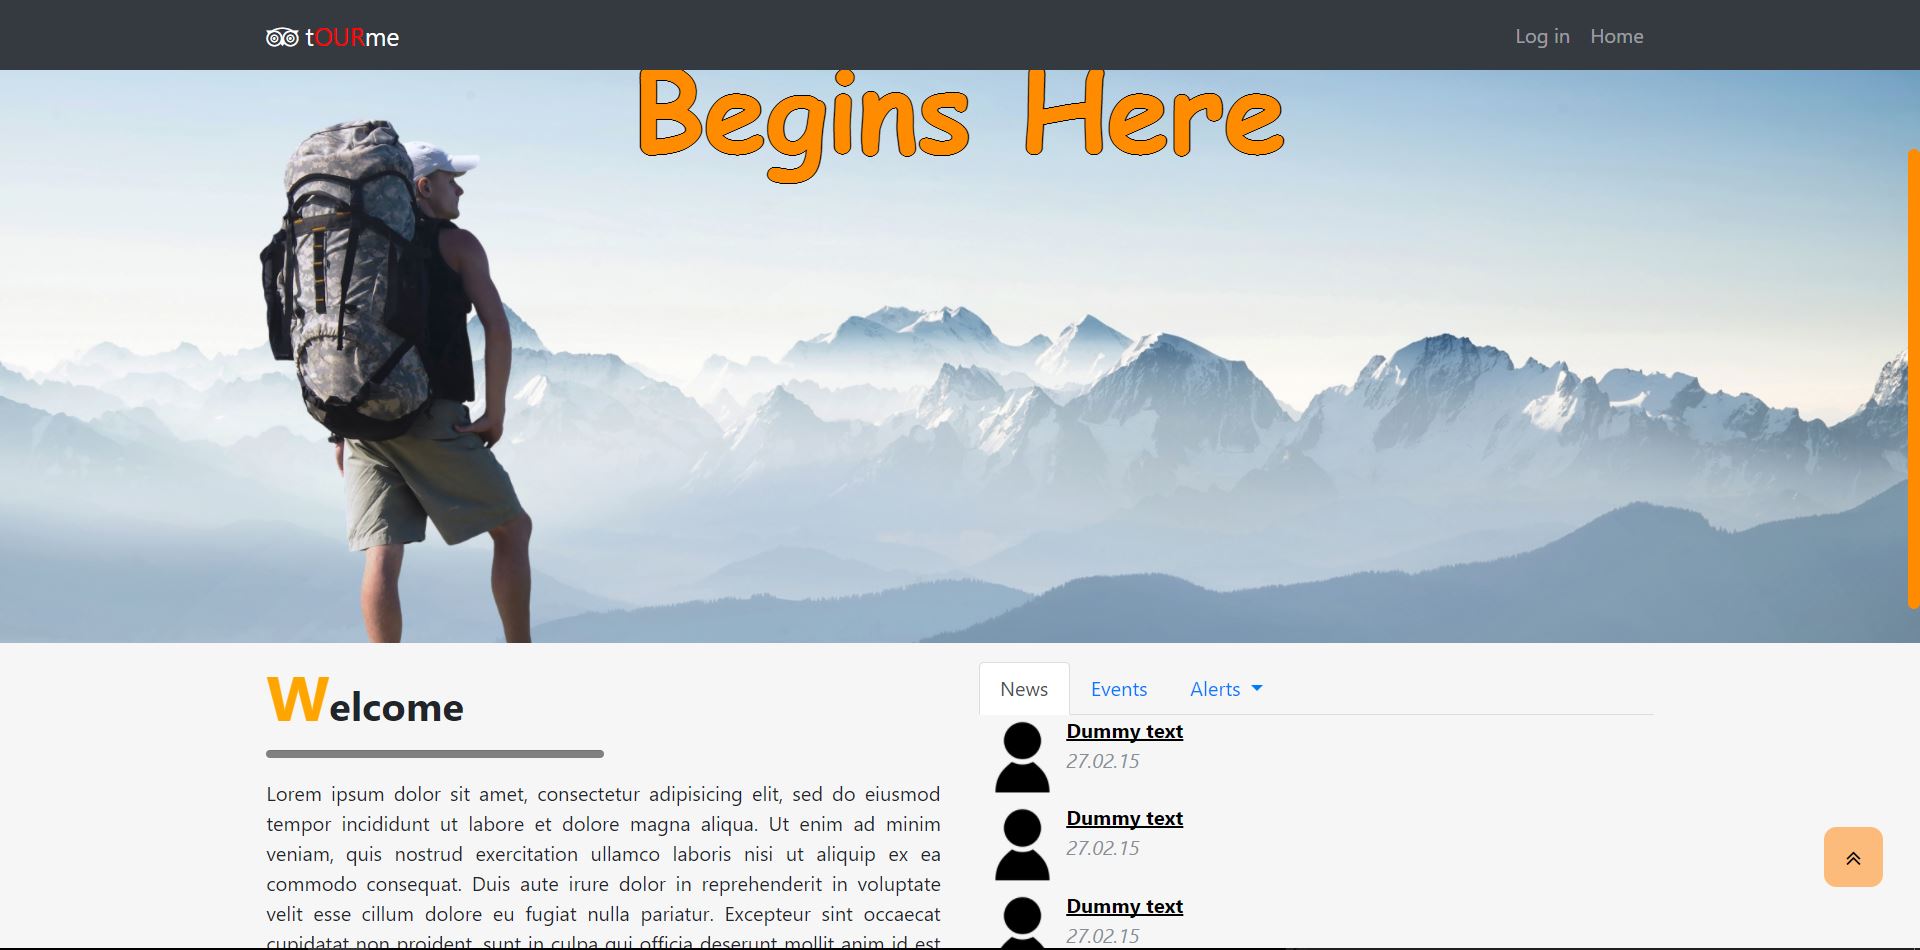 tOURme
Log in
Home
Begins Here
Welcome
Lorem ipsum dolor sit amet, consectetur adipisicing elit, sed do eiusmod
tempor incididunt ut labore et dolore magna aliqua. Ut enim ad minim
veniam, quis nostrud exercitation ullamco laboris nisi ut aliquip ex ea
commodo consequat. Duis aute irure dolor in reprehenderit in voluptate
velit esse cillum dolore eu fugiat nulla pariatur. Excepteur sint occaecat
cupidatat non proident, sunt in culpa qui officia deserunt mollit anim id est
News
Events
Alerts
Dummy text
27.02.15
Dummy text
27.02.15
Dummy text
27.02.15